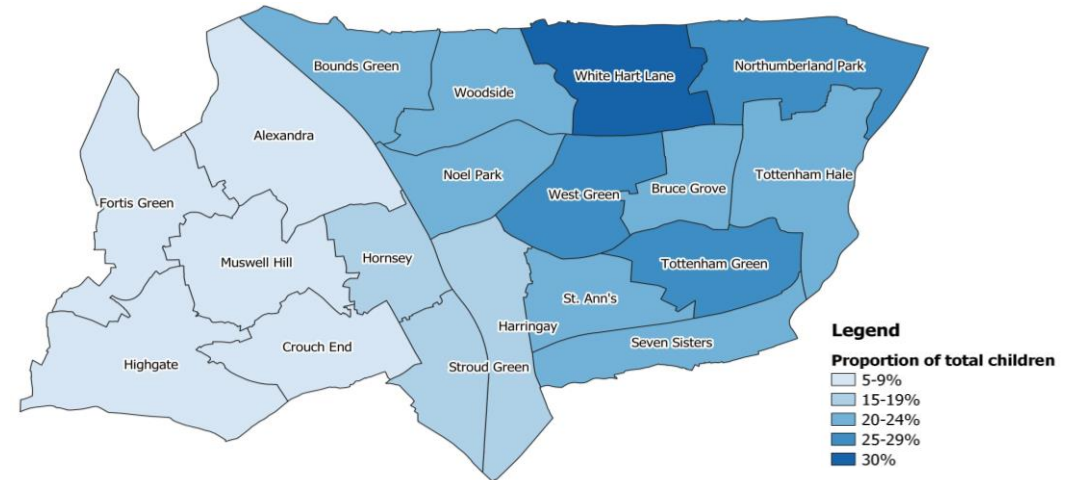 Bounds Green
Woodside
White Hart Lane
Northumberland Park
Alexandra
Noel Park
West Green
Bruce Grove
Tottenham Hale
Fortis Green
Muswell Hill
Hornsey
Tottenham Green
St. Ann's
Harringay
Seven Sisters
Highgate
Crouch End
Stroud Green
Legend
Proportion of total children
5-9%
15-19%
20-24%
25-29%
30%